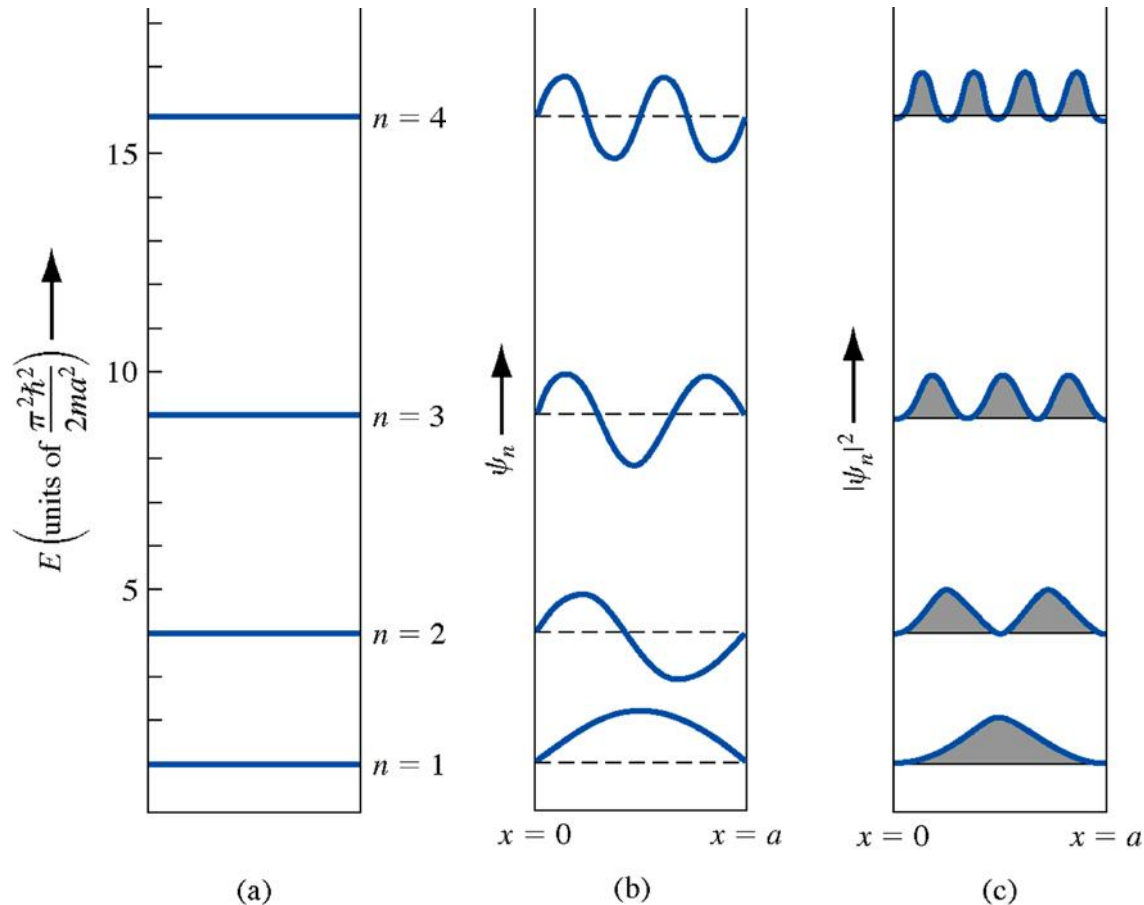 n = 4
15
10
n = 3
E (units of π²ℏ²/2ma²)
ψₙ
|ψₙ|²
5
n = 2
n = 1
x = 0
x = a
x = 0
x = a
(a)
(b)
(c)